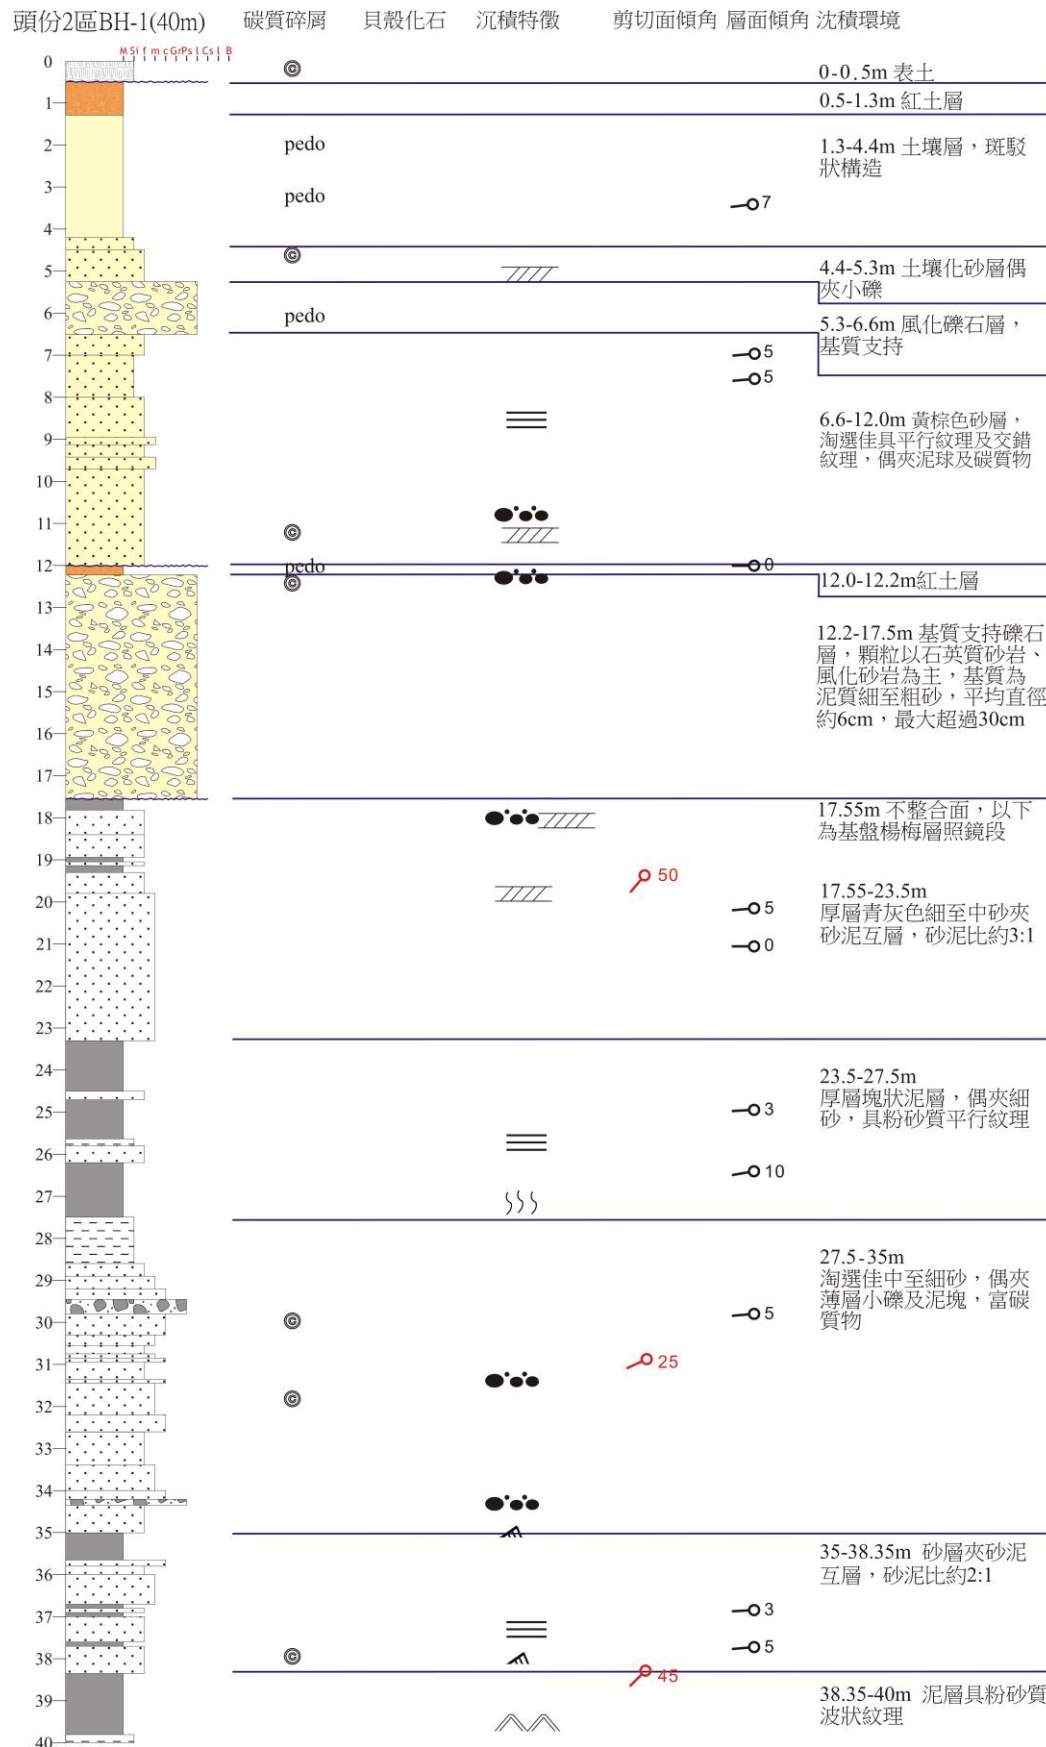 頭份2區BH-1(40m) 碳質碎屑 貝殼化石 沉積特徵 剪切面傾角 層面傾角 沈積環境
M Si f m c Gr Ps l C s l B
0
0-0.5m 表土
1
0.5-1.3m 紅土層
2
pedo
1.3-4.4m 土壤層，斑駁
狀構造
3
pedo
7
4
5
4.4-5.3m 土壤化砂層偶
夾小礫
6
pedo
5.3-6.6m 風化礫石層，
基質支持
7
5
5
8
9
6.6-12.0m 黃棕色砂層，
淘選佳具平行紋理及交錯
紋理，偶夾泥球及碳質物
10
11
12
pedo
0
12.0-12.2m紅土層
13
14
15
16
17
12.2-17.5m 基質支持礫石
層，顆粒以石英質砂岩、
風化砂岩為主，基質為
泥質細至粗砂，平均直徑
約6cm，最大超過30cm
18
17.55m 不整合面，以下
為基盤楊梅層照鏡段
19
50
20
5
21
0
17.55-23.5m
厚層青灰色細至中砂夾
砂泥互層，砂泥比約3:1
22
23
24
25
3
23.5-27.5m
厚層塊狀泥層，偶夾細
砂，具粉砂質平行紋理
26
10
27
28
29
27.5-35m
淘選佳中至細砂，偶夾
薄層小礫及泥塊，富碳
質物
30
5
31
25
32
33
34
35
35-38.35m 砂層夾砂泥
互層，砂泥比約2:1
36
37
3
38
5
45
39
38.35-40m 泥層具粉砂質
波狀紋理
40